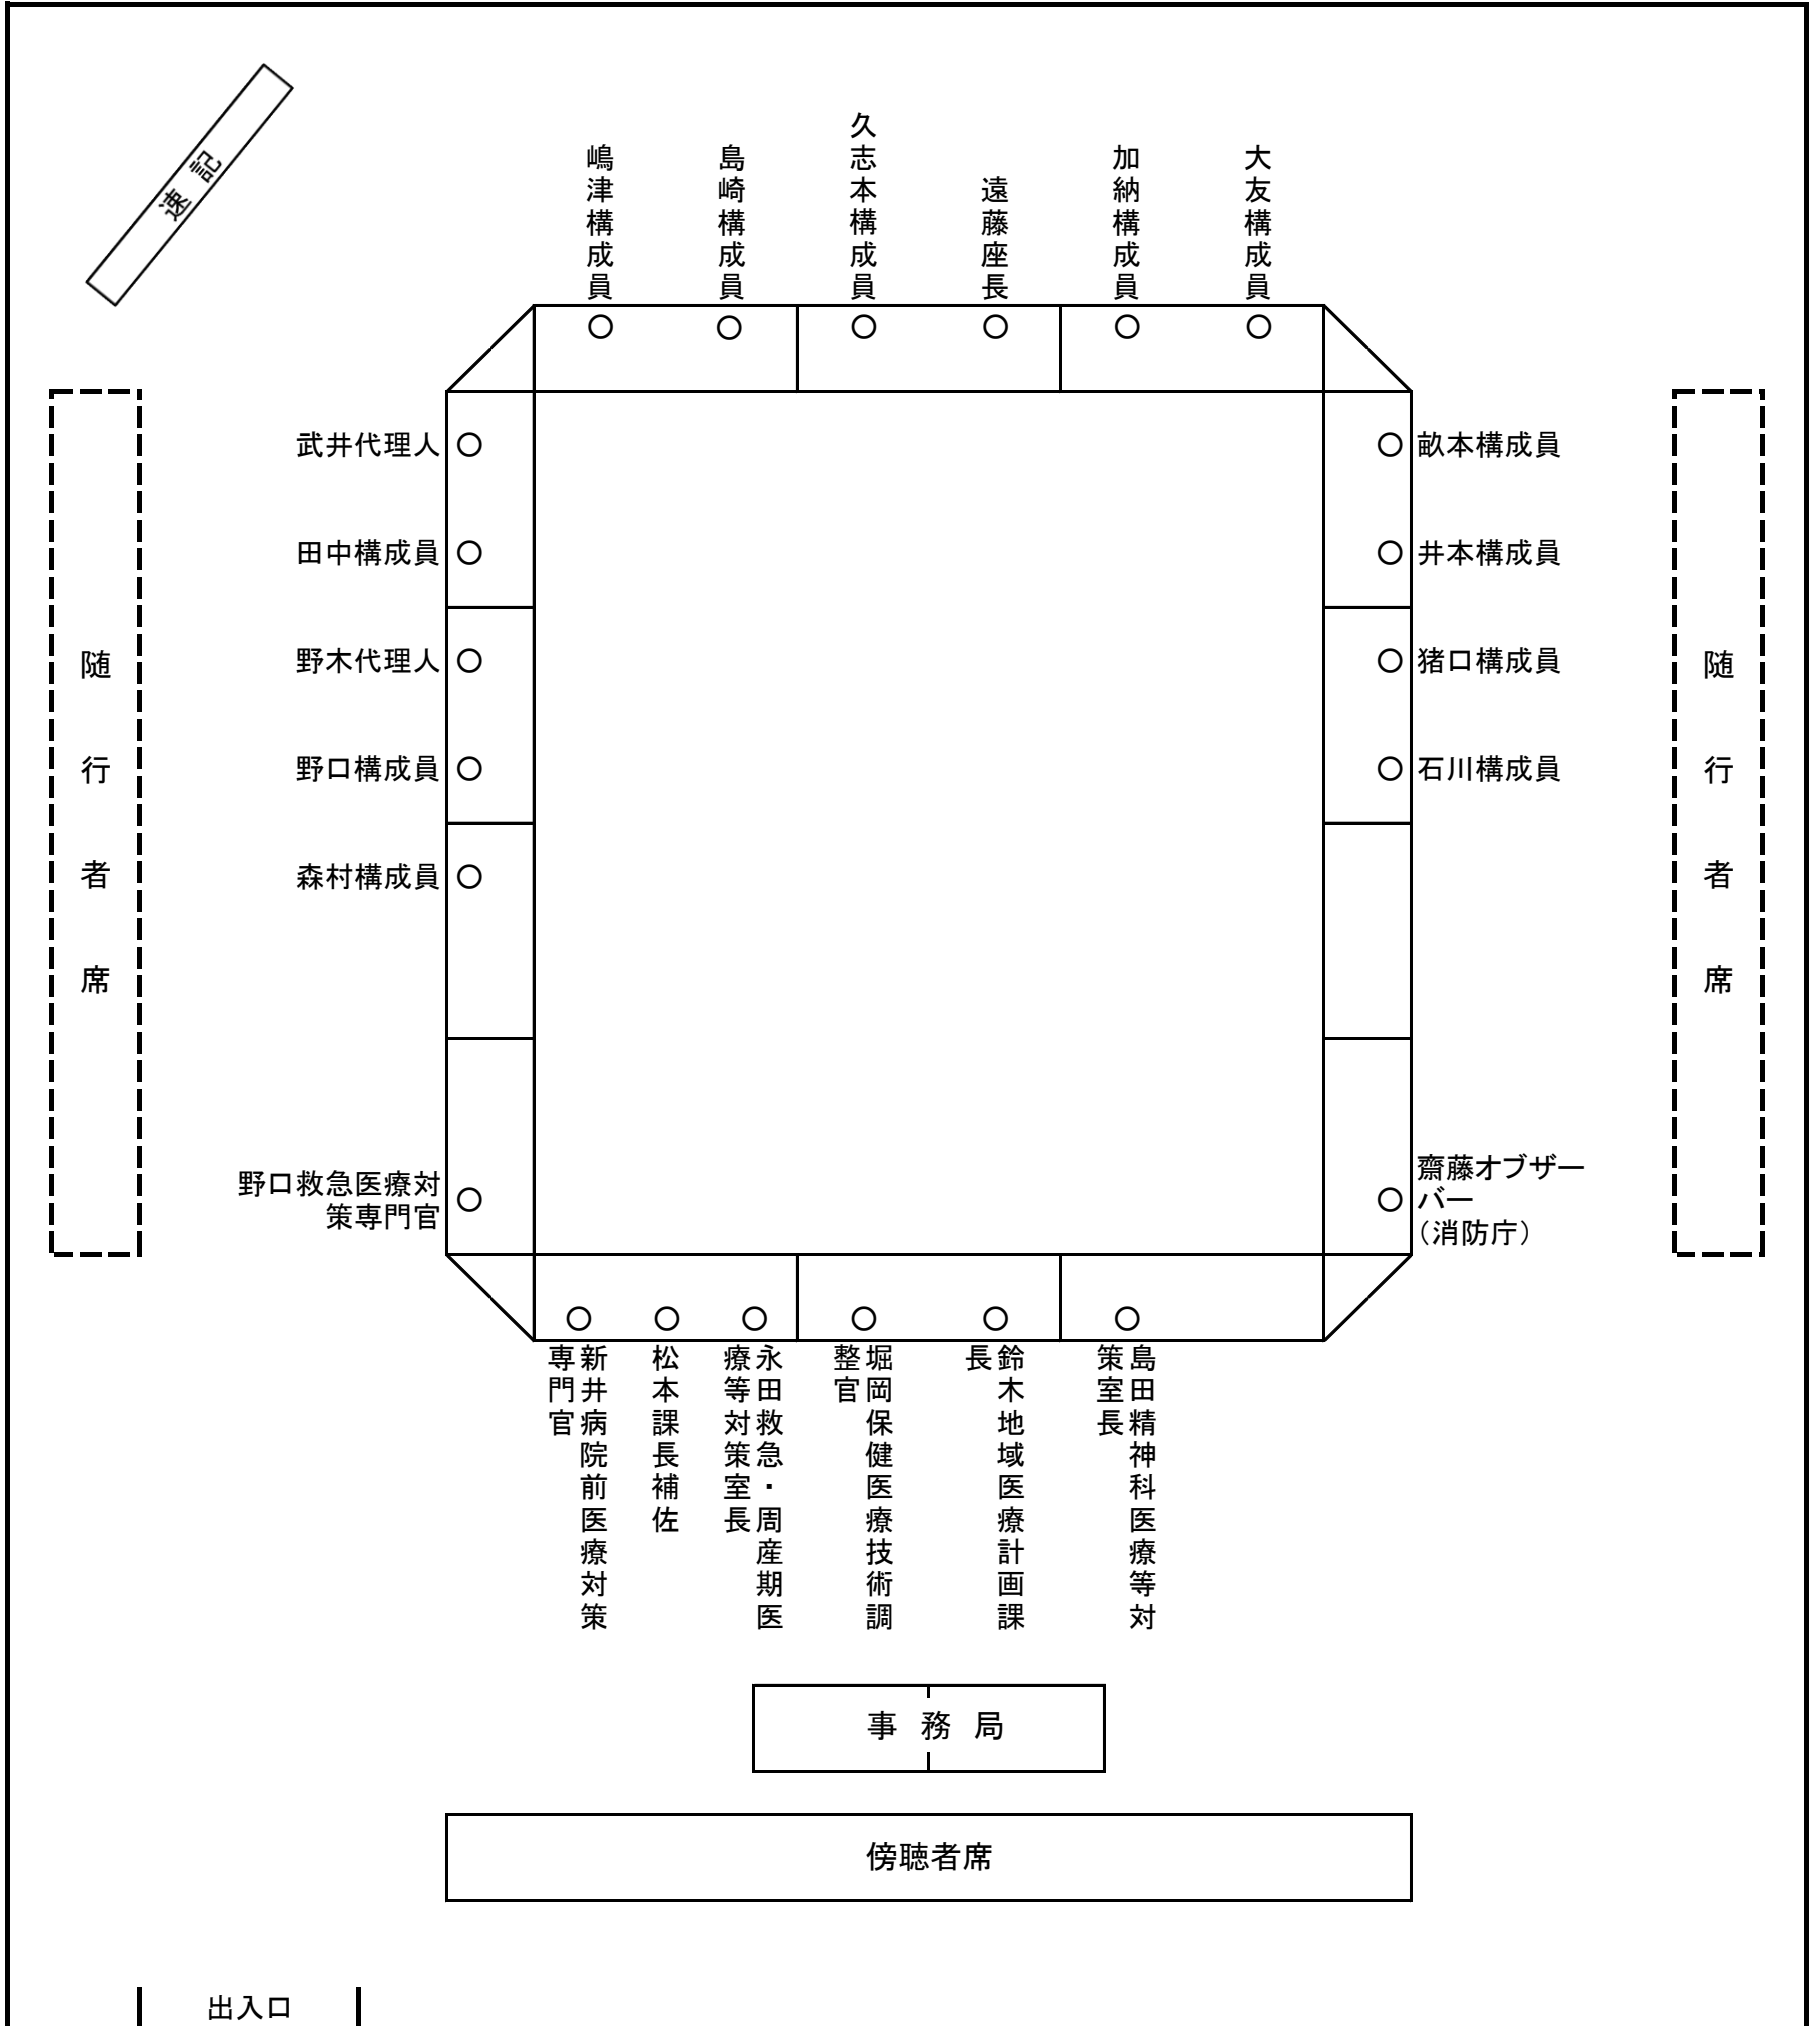 速記
嶋津構成員
島崎構成員
久志本構成員
遠藤座長
加納構成員
大友構成員
武井代理人
田中構成員
野木代理人
野口構成員
森村構成員
野口救急医療対
策専門官
畝本構成員
井本構成員
猪口構成員
石川構成員
齋藤オブザー
バー
（消防庁）
随行者席
随行者席
新井病院前医療対策
専門官
松本課長補佐
永田救急・周産期医
療等対策室長
堀岡保健医療技術調
整官
鈴木地域医療計画課
長
島田精神科医療等対
策室長
事務局
傍聴者席
出入口